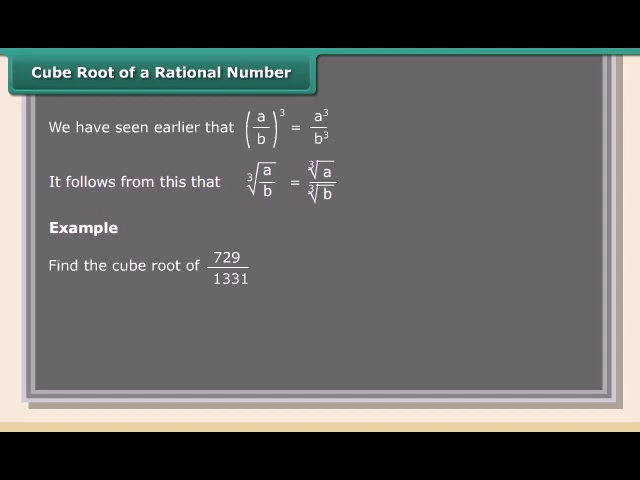 Cube Root of a Rational Number
We have seen earlier that (a/b)³ = a³/b³
It follows from this that ∛(a/b) = ∛a/∛b
Example
Find the cube root of 729/1331